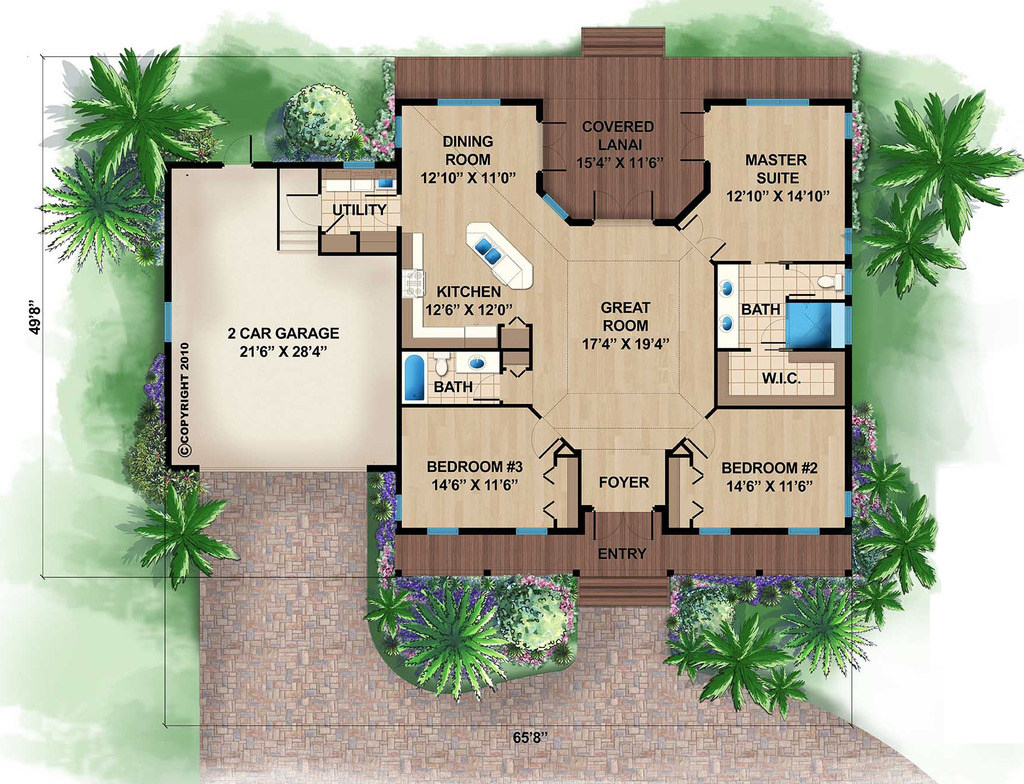 COVERED
LANAI
15'4" X 11'6"
DINING
ROOM
12'10" X 11'0"
MASTER
SUITE
12'10" X 14'10"
UTILITY
KITCHEN
12'6" X 12'0"
GREAT
ROOM
17'4" X 19'4"
BATH
49'8"
2 CAR GARAGE
21'6" X 28'4"
©COPYRIGHT 2010
BATH
W.I.C.
BEDROOM #3
14'6" X 11'6"
FOYER
BEDROOM #2
14'6" X 11'6"
ENTRY
65'8"